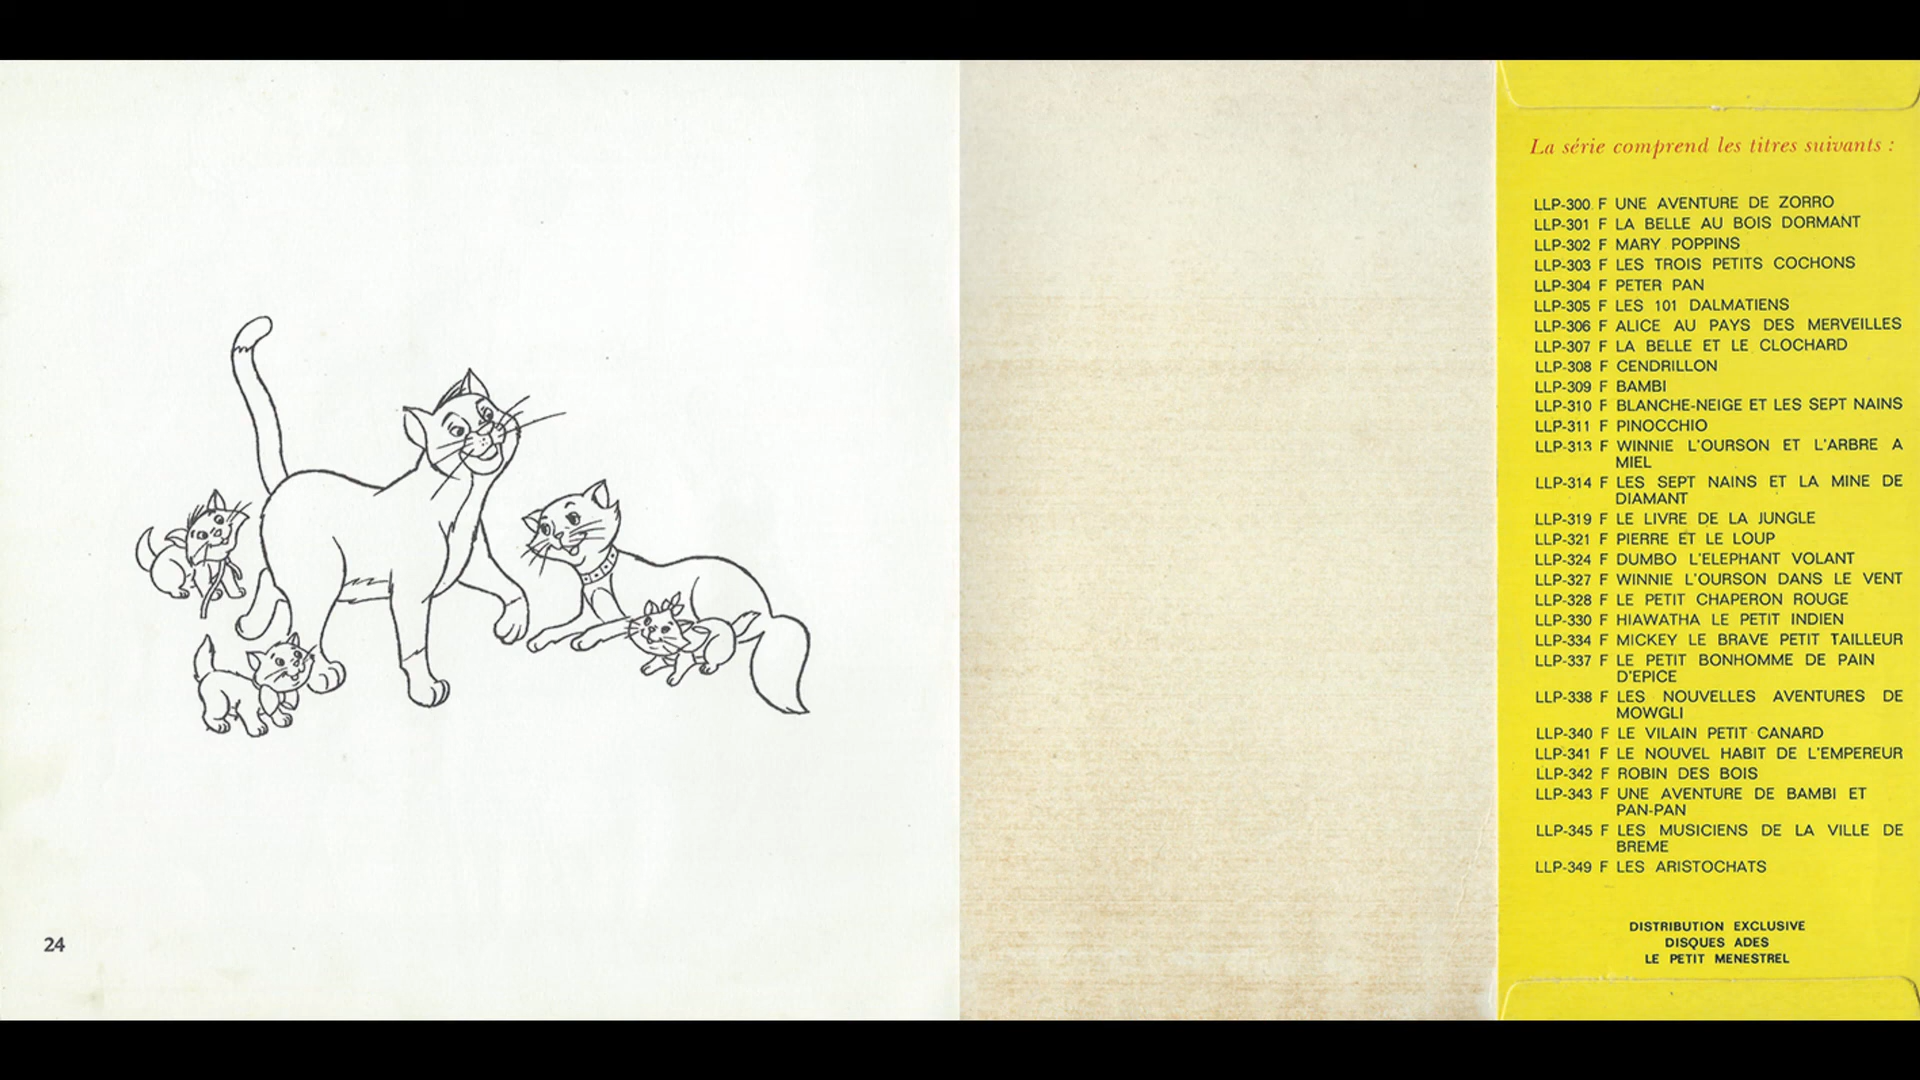 24
La série comprend les titres suivants :
LLP-300 F UNE AVENTURE DE ZORRO
LLP-301 F LA BELLE AU BOIS DORMANT
LLP-302 F MARY POPPINS
LLP-303 F LES TROIS PETITS COCHONS
LLP-304 F PETER PAN
LLP-305 F LES 101 DALMATIENS
LLP-306 F ALICE AU PAYS DES MERVEILLES
LLP-307 F LA BELLE ET LE CLOCHARD
LLP-308 F CENDRILLON
LLP-309 F BAMBI
LLP-310 F BLANCHE-NEIGE ET LES SEPT NAINS
LLP-311 F PINOCCHIO
LLP-313 F WINNIE L'OURSON ET L'ARBRE A
MIEL
LLP-314 F LES SEPT NAINS ET LA MINE DE
DIAMANT
LLP-319 F LE LIVRE DE LA JUNGLE
LLP-321 F PIERRE ET LE LOUP
LLP-324 F DUMBO L'ELEPHANT VOLANT
LLP-327 F WINNIE L'OURSON DANS LE VENT
LLP-328 F LE PETIT CHAPERON ROUGE
LLP-330 F HIAWATHA LE PETIT INDIEN
LLP-334 F MICKEY LE BRAVE PETIT TAILLEUR
LLP-337 F LE PETIT BONHOMME DE PAIN
D'EPICE
LLP-338 F LES NOUVELLES AVENTURES DE
MOWGLI
LLP-340 F LE VILAIN PETIT CANARD
LLP-341 F LE NOUVEL HABIT DE L'EMPEREUR
LLP-342 F ROBIN DES BOIS
LLP-343 F UNE AVENTURE DE BAMBI ET
PAN-PAN
LLP-345 F LES MUSICIENS DE LA VILLE DE
BREME
LLP-349 F LES ARISTOCHATS
DISTRIBUTION EXCLUSIVE
DISQUES ADES
LE PETIT MENESTREL